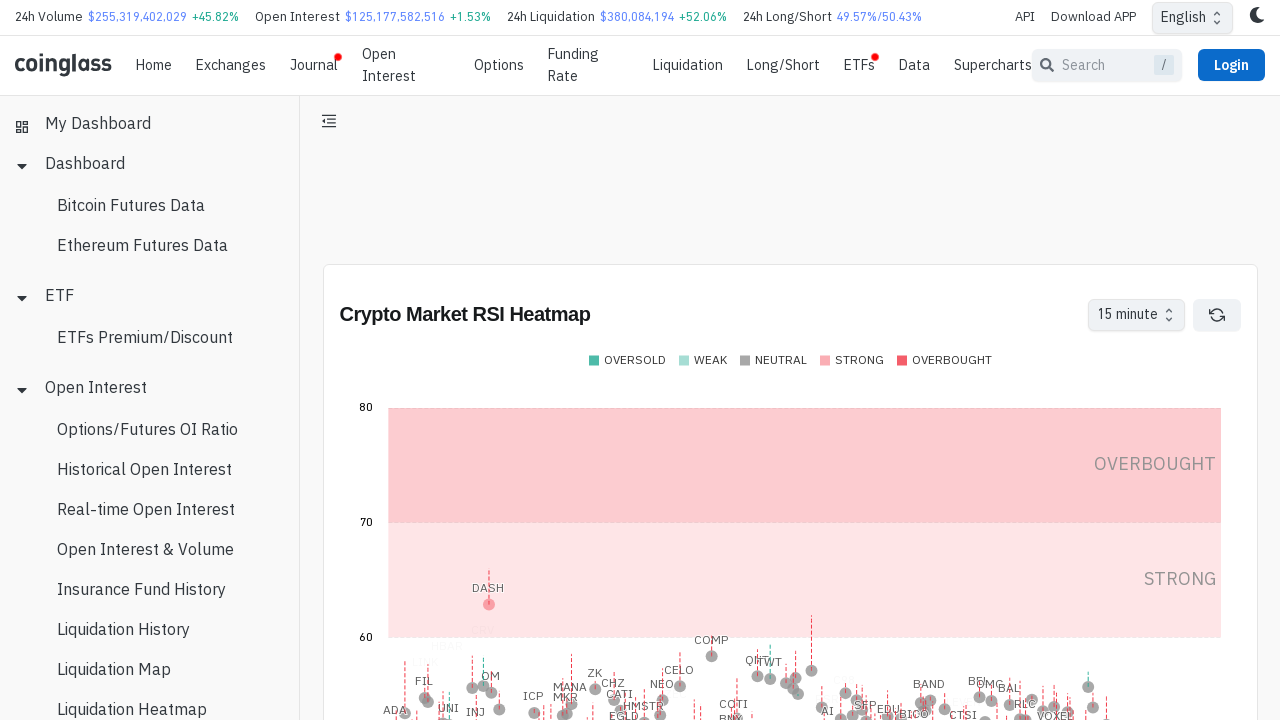 24h Volume $255,319,402,029 +45.82% Open Interest $125,177,582,516 +1.53% 24h Liquidation $380,084,194 +52.06% 24h Long/Short 49.57%/50.43% API Download APP English
coinglass Home Exchanges Journal Open Interest Options Funding Rate Liquidation Long/Short ETFs Data Supercharts Search / Login
My Dashboard
Dashboard
Bitcoin Futures Data
Ethereum Futures Data
ETF
ETFs Premium/Discount
Open Interest
Options/Futures OI Ratio
Historical Open Interest
Real-time Open Interest
Open Interest & Volume
Insurance Fund History
Liquidation History
Liquidation Map
Liquidation Heatmap
Crypto Market RSI Heatmap 15 minute
OVERSOLD WEAK NEUTRAL STRONG OVERBOUGHT
80
OVERBOUGHT
70
STRONG
DASH
60
COMP
TWT
CELO
ZK
OM
FIL
MANA
CHZ
NEO
BAND
BEL
GMC
BAL
ICP
MKR
CATI
HMSTR
COTI
RLC
ADA
UNI
INJ
EGLD
AI
SFP
EDU
BICO
CTSI
VOXEL